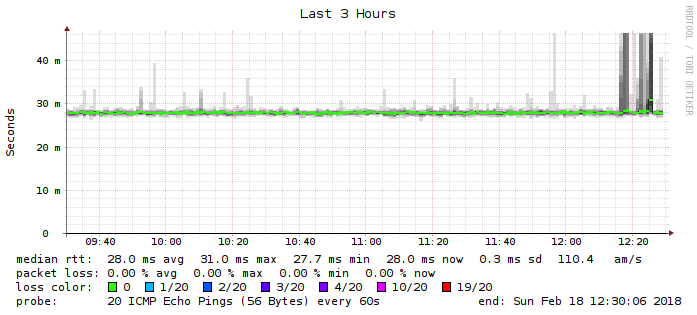 Last 3 Hours
RRDTOOL / TOBI OETIKER
Seconds
40 m
30 m
20 m
10 m
0
09:40 10:00 10:20 10:40 11:00 11:20 11:40 12:00 12:20
median rtt: 28.0 ms avg 31.0 ms max 27.7 ms min 28.0 ms now 0.3 ms sd 110.4 am/s
packet loss: 0.00 % avg 0.00 % max 0.00 % min 0.00 % now
loss color: 0 1/20 2/20 3/20 4/20 10/20 19/20
probe: 20 ICMP Echo Pings (56 Bytes) every 60s end: Sun Feb 18 12:30:06 2018